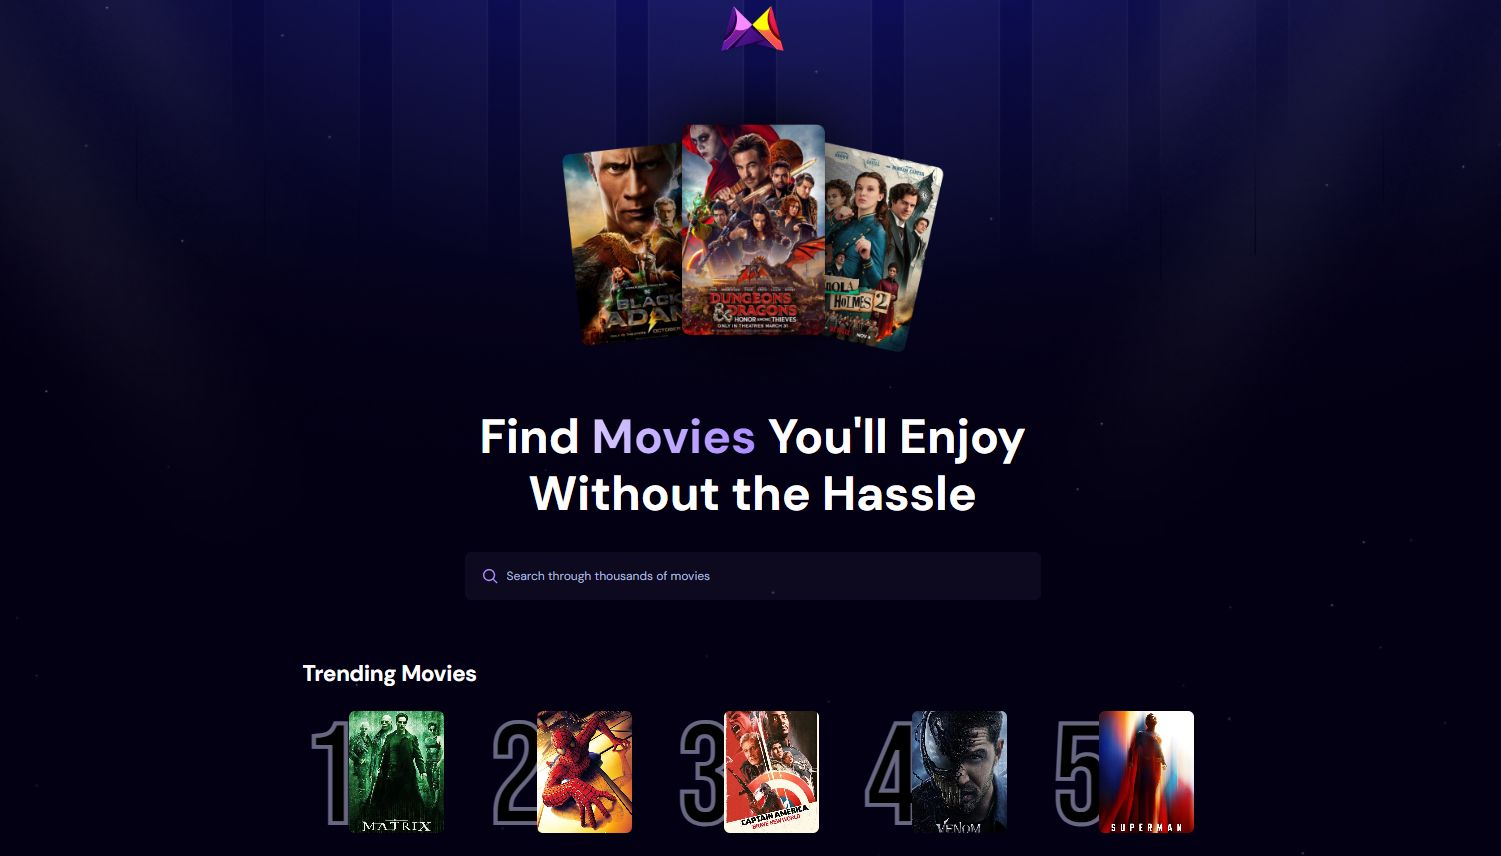 BLACK
ADAM
DUNGEONS
& DRAGONS
HONOR AMONG THIEVES
ONLY IN THEATRES MARCH 31
HOLMES 2
NOV 4
Find Movies You'll Enjoy
Without the Hassle
Search through thousands of movies
Trending Movies
1
2
3
4
5
MATRIX
CAPTAIN AMERICA
BRAVE NEW WORLD
VENOM
SUPERMAN